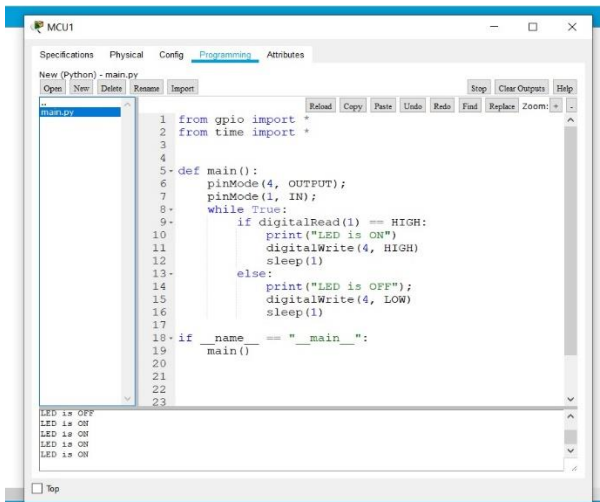 MCU1
Specifications Physical Config Programming Attributes
New (Python) - main.py
Open New Delete Rename Import Stop Clear Outputs Help
Reload Copy Paste Undo Redo Find Replace Zoom: + -
..
main.py
1 from gpio import *
2 from time import *
3
4
5 def main():
6     pinMode(4, OUTPUT);
7     pinMode(1, IN);
8     while True:
9         if digitalRead(1) == HIGH:
10             print("LED is ON")
11             digitalWrite(4, HIGH)
12             sleep(1)
13         else:
14             print("LED is OFF");
15             digitalWrite(4, LOW)
16             sleep(1)
17
18 if __name__ == "__main__":
19     main()
20
21
22
23
LED is OFF
LED is ON
LED is ON
LED is ON
LED is ON
Top